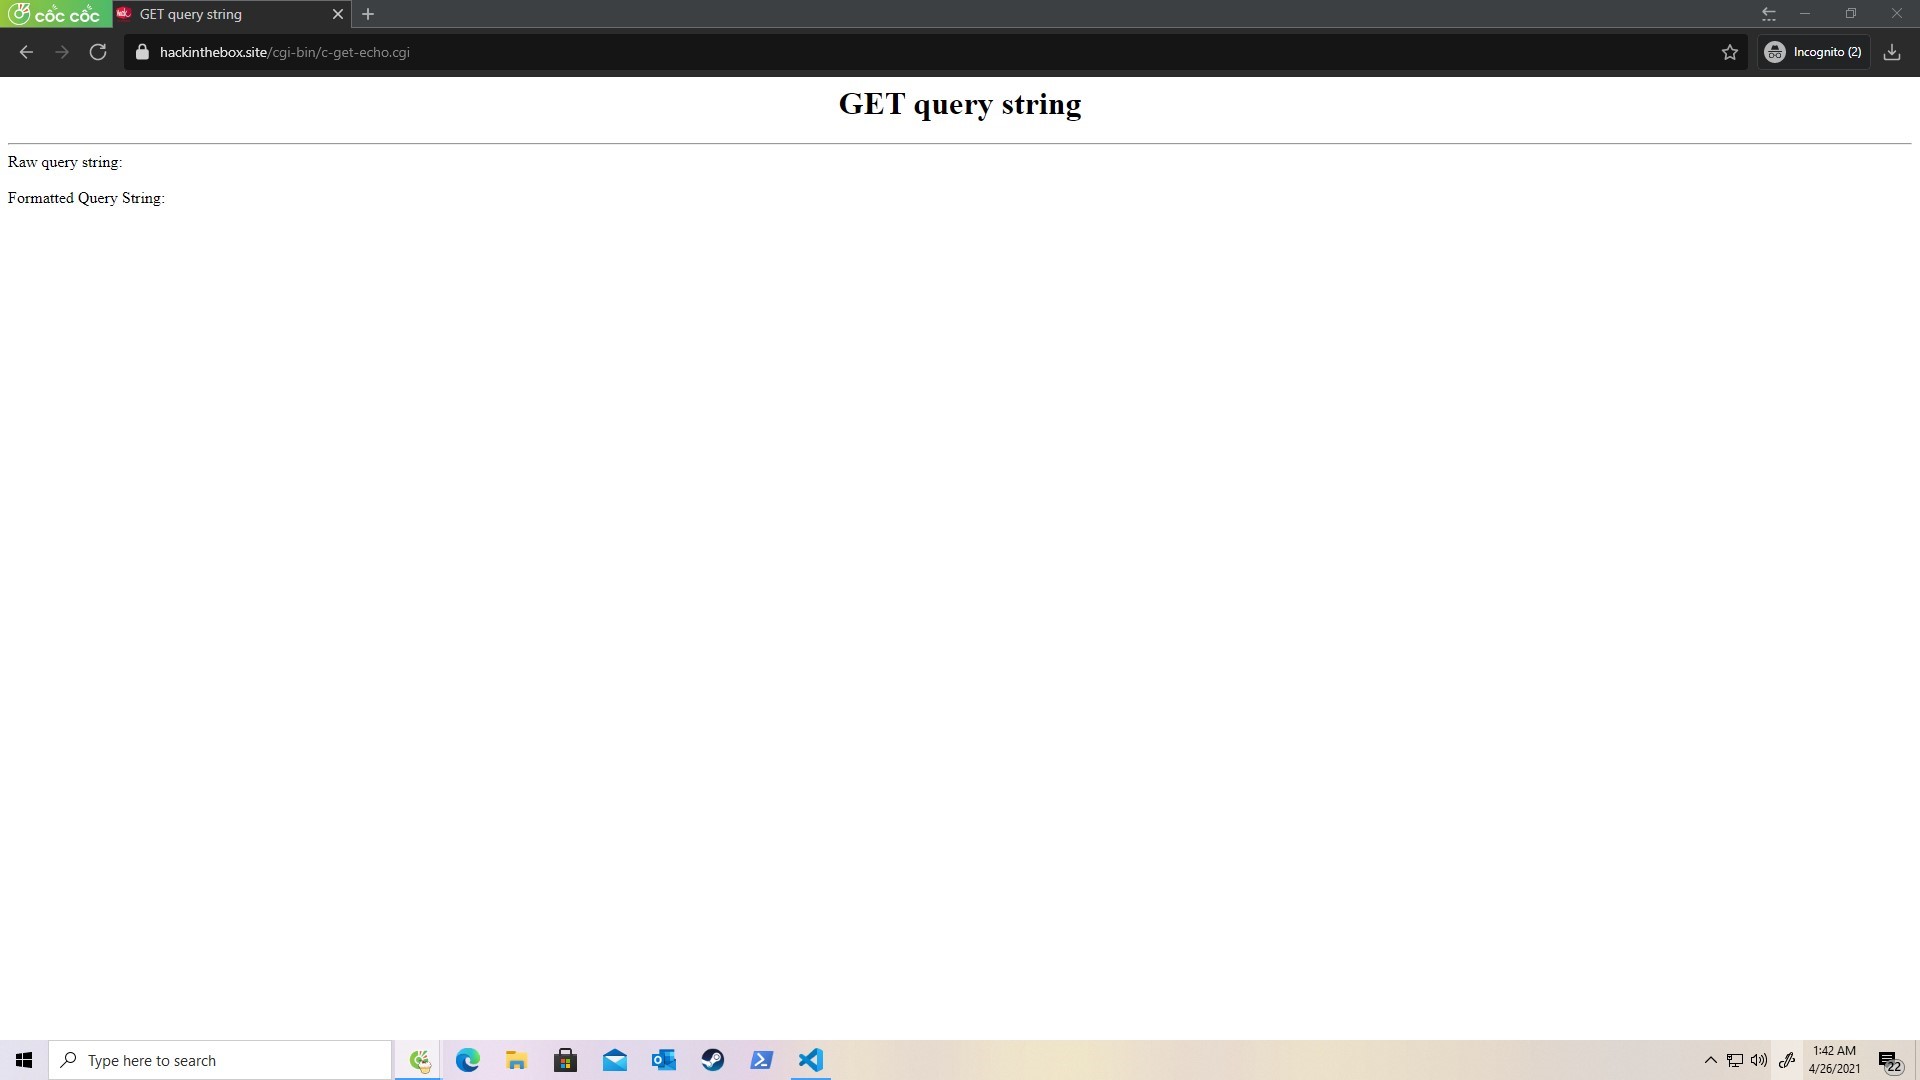 cốc cốc
GET query string
hackinthebox.site/cgi-bin/c-get-echo.cgi
Incognito (2)
GET query string
Raw query string:
Formatted Query String:
Type here to search
1:42 AM
4/26/2021
22